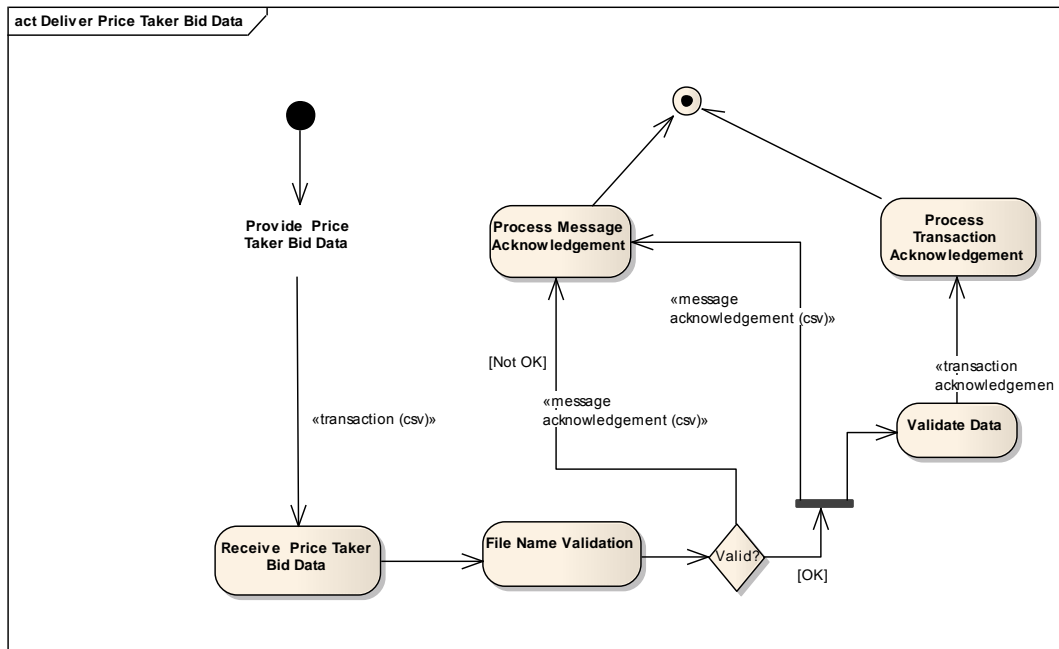 act Deliver Price Taker Bid Data
Provide Price
Taker Bid Data
«transaction (csv)»
Receive Price Taker
Bid Data
File Name Validation
Valid?
[OK]
[Not OK]
«message
acknowledgement (csv)»
Process Message
Acknowledgement
«message
acknowledgement (csv)»
Validate Data
«transaction
acknowledgemen
Process
Transaction
Acknowledgement